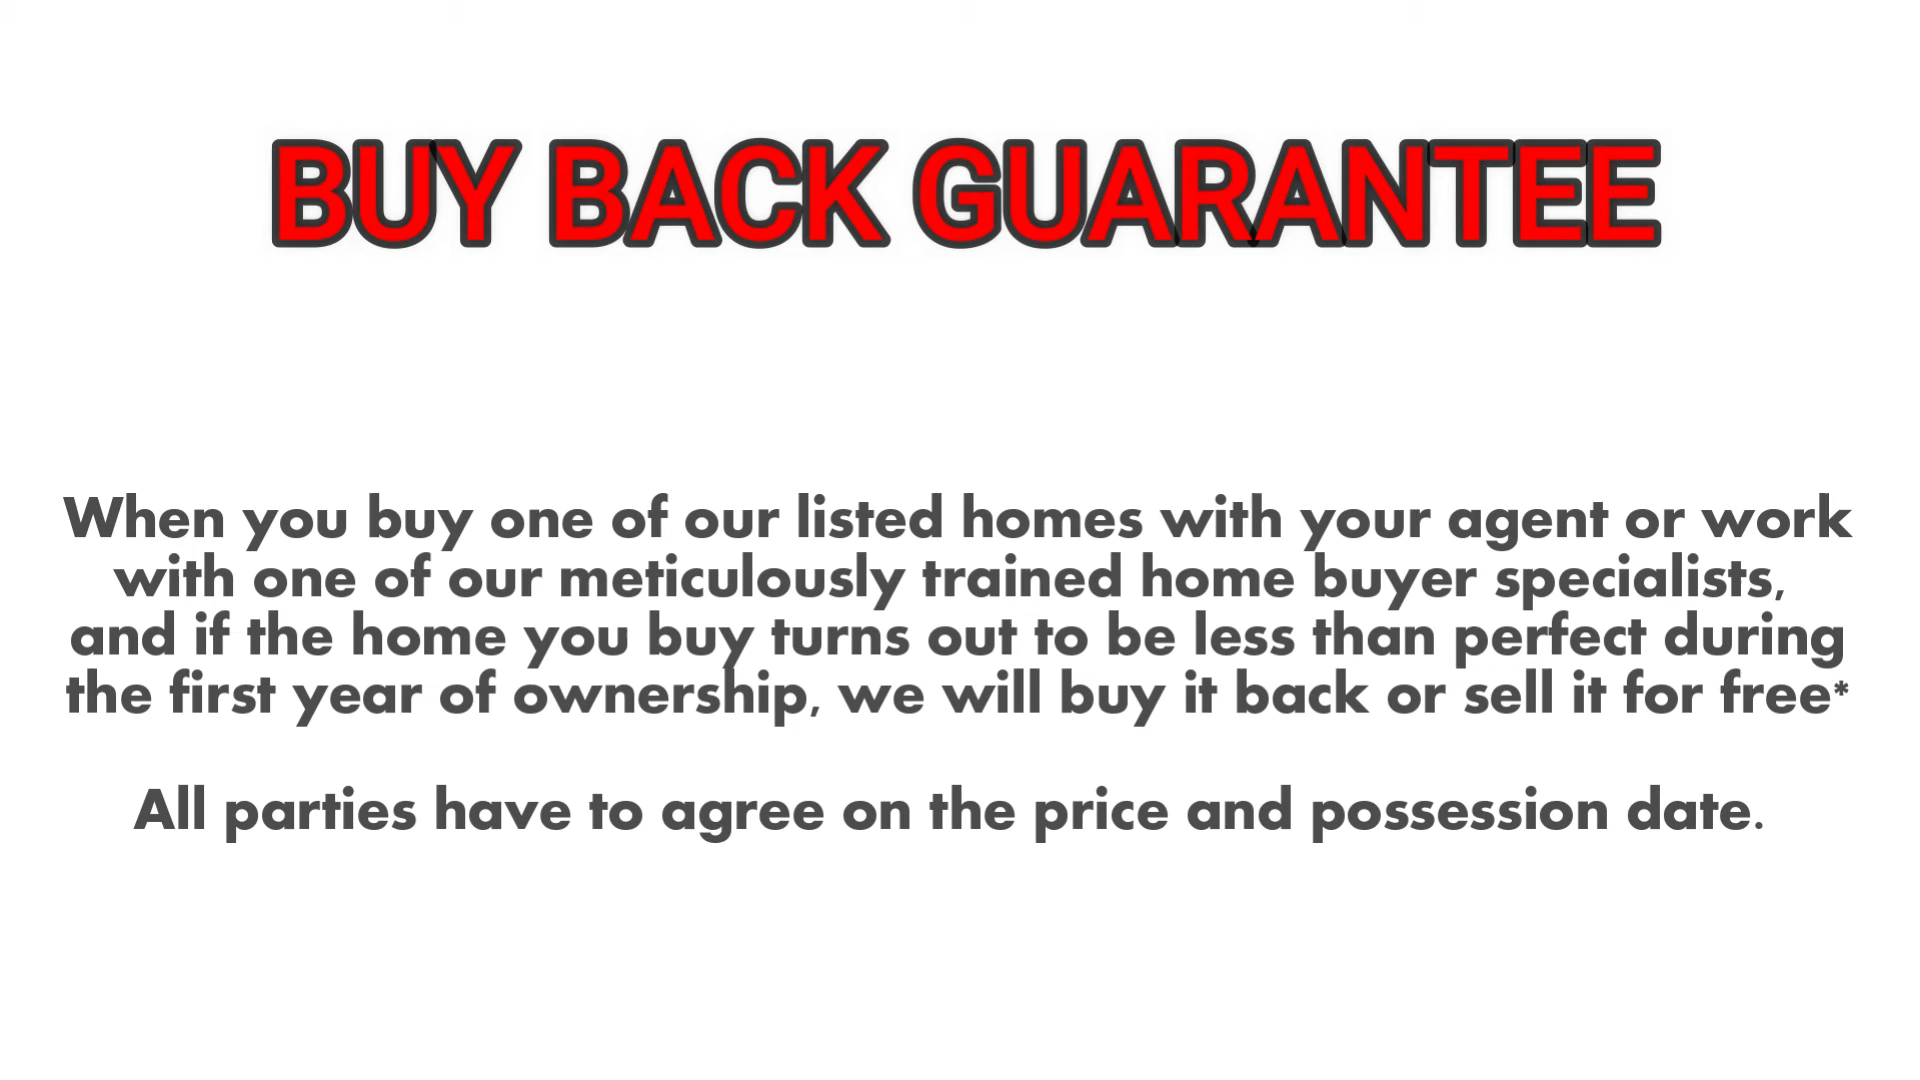 BUY BACK GUARANTEE
When you buy one of our listed homes with your agent or work
with one of our meticulously trained home buyer specialists,
and if the home you buy turns out to be less than perfect during
the first year of ownership, we will buy it back or sell it for free*
All parties have to agree on the price and possession date.